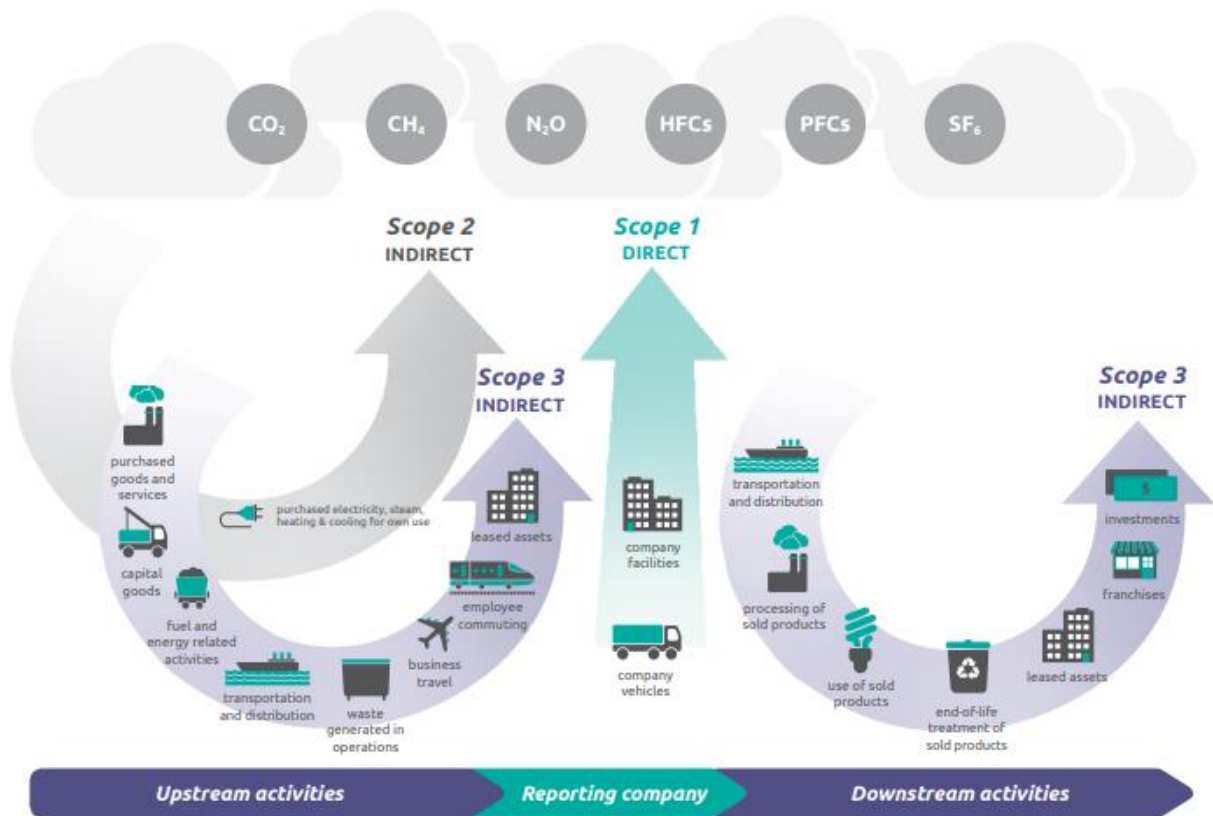 CO₂
CH₄
N₂O
HFCs
PFCs
SF₆
Scope 2
INDIRECT
Scope 1
DIRECT
Scope 3
INDIRECT
Scope 3
INDIRECT
purchased
goods and
services
capital
goods
fuel and
energy related
activities
transportation
and distribution
waste
generated in
operations
business
travel
employee
commuting
leased assets
purchased electricity, steam,
heating & cooling for own use
company
facilities
company
vehicles
transportation
and distribution
processing of
sold products
use of sold
products
end-of-life
treatment of
sold products
leased assets
franchises
$
investments
Upstream activities
Reporting company
Downstream activities